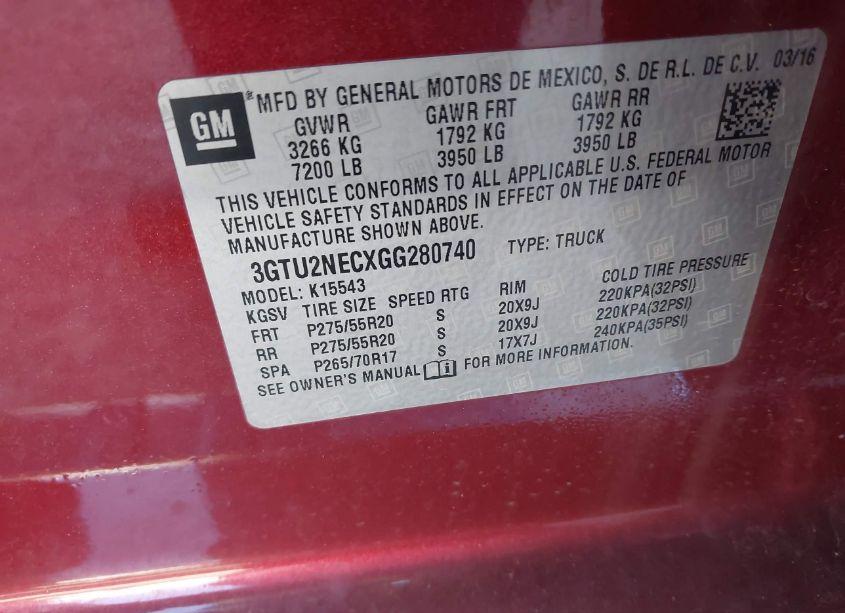 GM
®MFD BY GENERAL MOTORS DE MEXICO, S. DE R.L. DE C.V. 03/16
GVWR GAWR FRT GAWR RR
3266 KG 1792 KG 1792 KG
7200 LB 3950 LB 3950 LB
THIS VEHICLE CONFORMS TO ALL APPLICABLE U.S. FEDERAL MOTOR
VEHICLE SAFETY STANDARDS IN EFFECT ON THE DATE OF
MANUFACTURE SHOWN ABOVE.
3GTU2NECXGG280740 TYPE: TRUCK
MODEL: K15543
KGSV TIRE SIZE SPEED RTG RIM COLD TIRE PRESSURE
FRT P275/55R20 S 20X9J 220KPA(32PSI)
RR P275/55R20 S 20X9J 220KPA(32PSI)
SPA P265/70R17 S 17X7J 240KPA(35PSI)
SEE OWNER'S MANUAL FOR MORE INFORMATION.